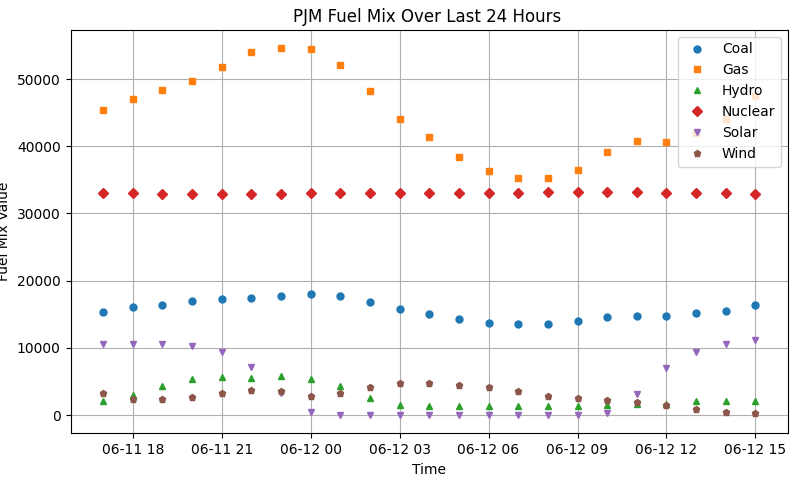 PJM Fuel Mix Over Last 24 Hours
Fuel Mix Value
50000
40000
30000
20000
10000
0
Coal
Gas
Hydro
Nuclear
Solar
Wind
06-11 18
06-11 21
06-12 00
06-12 03
06-12 06
06-12 09
06-12 12
06-12 15
Time